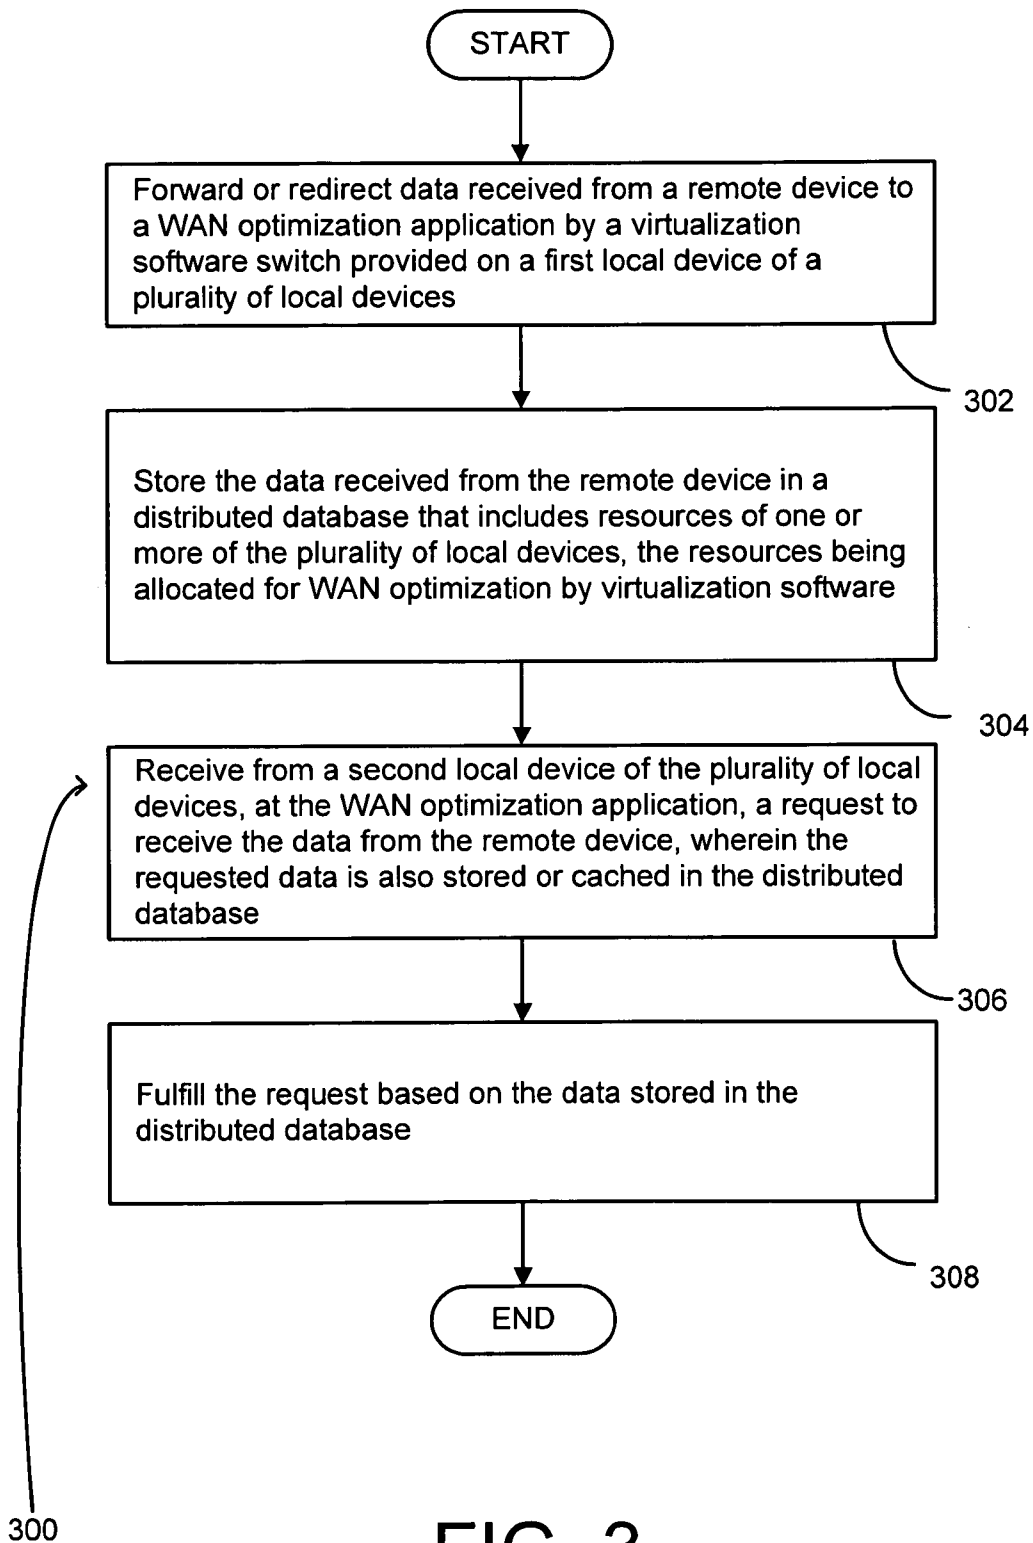 START
Forward or redirect data received from a remote device to
a WAN optimization application by a virtualization
software switch provided on a first local device of a
plurality of local devices
302
Store the data received from the remote device in a
distributed database that includes resources of one or
more of the plurality of local devices, the resources being
allocated for WAN optimization by virtualization software
304
Receive from a second local device of the plurality of local
devices, at the WAN optimization application, a request to
receive the data from the remote device, wherein the
requested data is also stored or cached in the distributed
database
306
Fulfill the request based on the data stored in the
distributed database
308
END
300